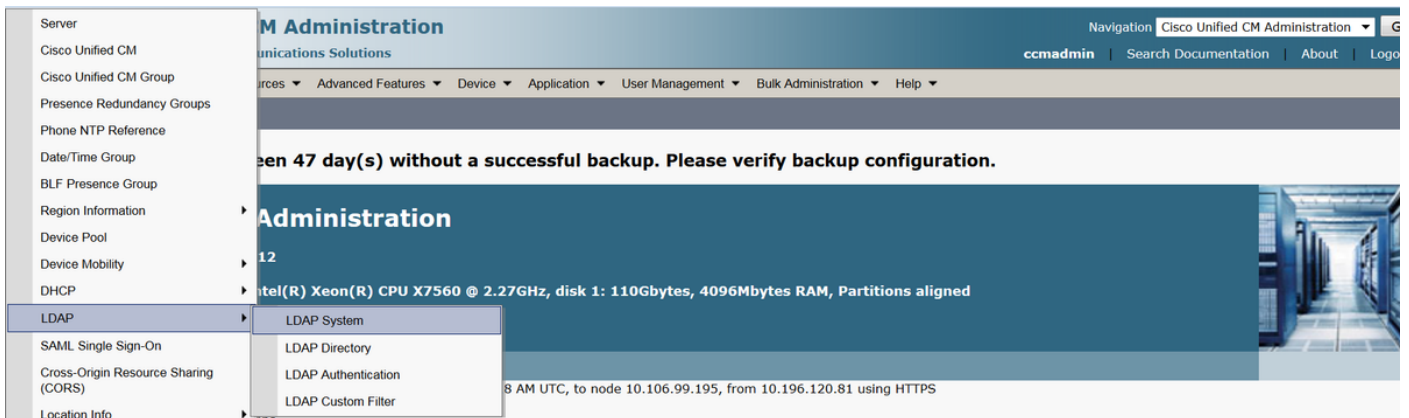 Server
Cisco Unified CM
Cisco Unified CM Group
Presence Redundancy Groups
Phone NTP Reference
Date/Time Group
BLF Presence Group
Region Information
Device Pool
Device Mobility
DHCP
LDAP
SAML Single Sign-On
Cross-Origin Resource Sharing
(CORS)
Location Info
LDAP System
LDAP Directory
LDAP Authentication
LDAP Custom Filter
M Administration
unications Solutions
Navigation Cisco Unified CM Administration
ccmadmin | Search Documentation | About | Logo
urces Advanced Features Device Application User Management Bulk Administration Help
een 47 day(s) without a successful backup. Please verify backup configuration.
Administration
12
ntel(R) Xeon(R) CPU X7560 @ 2.27GHz, disk 1: 110Gbytes, 4096Mbytes RAM, Partitions aligned
8 AM UTC, to node 10.106.99.195, from 10.196.120.81 using HTTPS